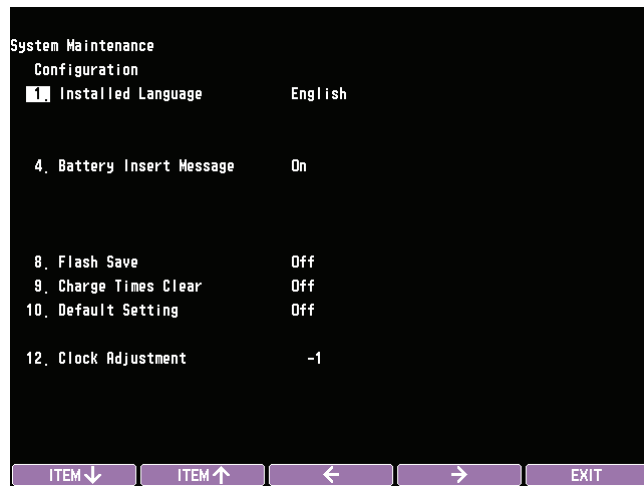 System Maintenance
Configuration
1. Installed Language English
4. Battery Insert Message On
8. Flash Save Off
9. Charge Times Clear Off
10. Default Setting Off
12. Clock Adjustment -1
ITEM↓ ITEM↑ ← → EXIT